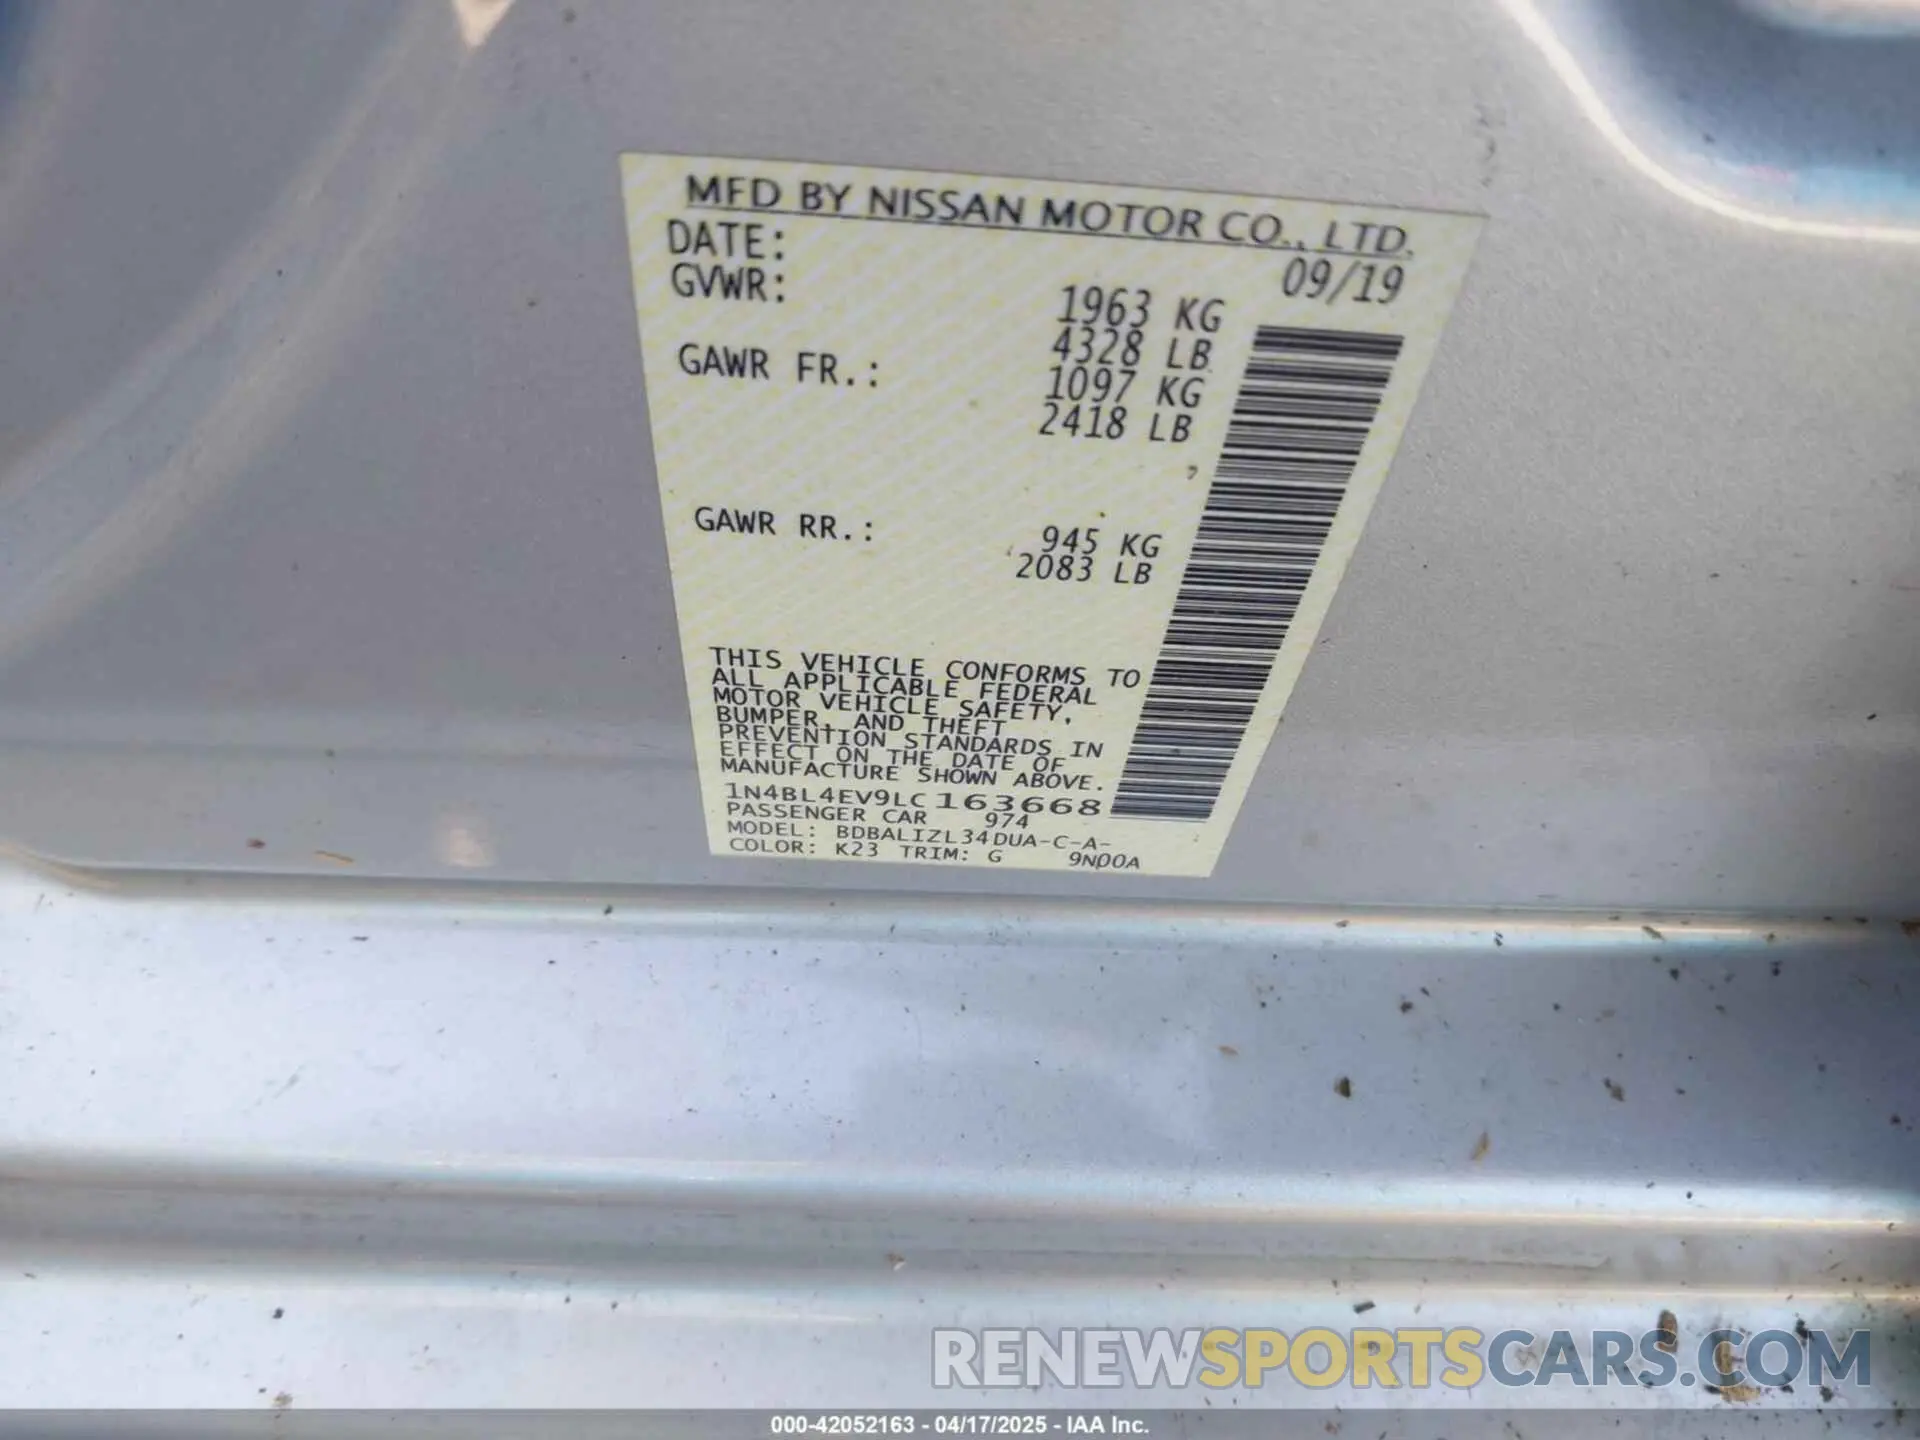 MFD BY NISSAN MOTOR CO., LTD.
DATE: 09/19
GVWR: 1963 KG
4328 LB
GAWR FR.: 1097 KG
2418 LB
GAWR RR.: 945 KG
2083 LB
THIS VEHICLE CONFORMS TO
ALL APPLICABLE FEDERAL
MOTOR VEHICLE SAFETY,
BUMPER, AND THEFT
PREVENTION STANDARDS IN
EFFECT ON THE DATE OF
MANUFACTURE SHOWN ABOVE.
1N4BL4EV9LC163668
PASSENGER CAR 974
MODEL: BDBALIZL34DUA-C-A-
COLOR: K23 TRIM: G 9N00A
RENEWSPORTSCARS.COM
000-42052163 - 04/17/2025 - IAA Inc.